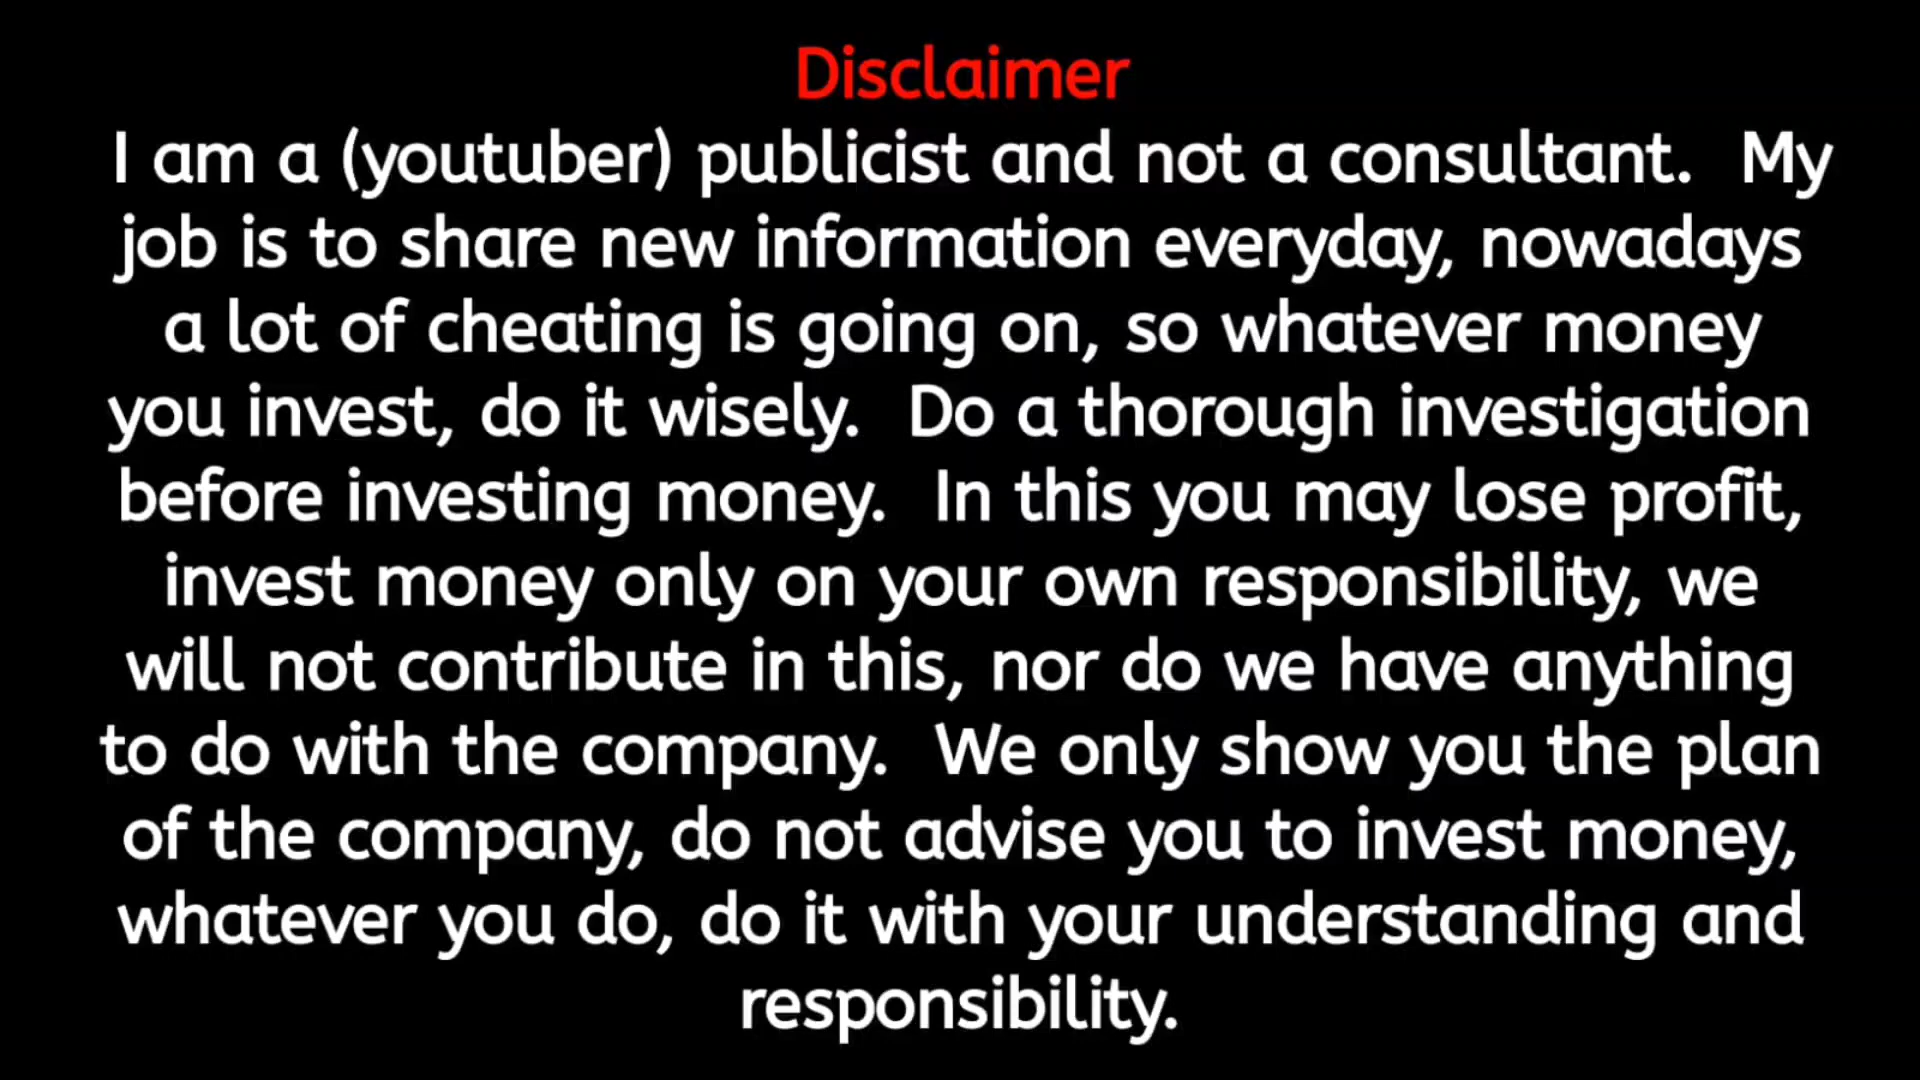 Disclaimer
I am a (youtuber) publicist and not a consultant.  My
job is to share new information everyday, nowadays
a lot of cheating is going on, so whatever money
you invest, do it wisely.  Do a thorough investigation
before investing money.  In this you may lose profit,
invest money only on your own responsibility, we
will not contribute in this, nor do we have anything
to do with the company.  We only show you the plan
of the company, do not advise you to invest money,
whatever you do, do it with your understanding and
responsibility.